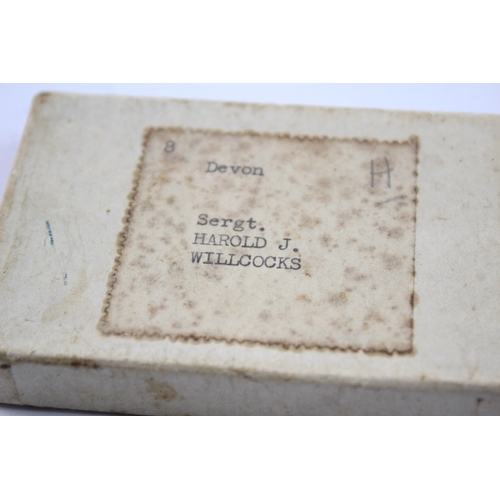 8
Devon
H
Sergt.
HAROLD J.
WILLCOCKS